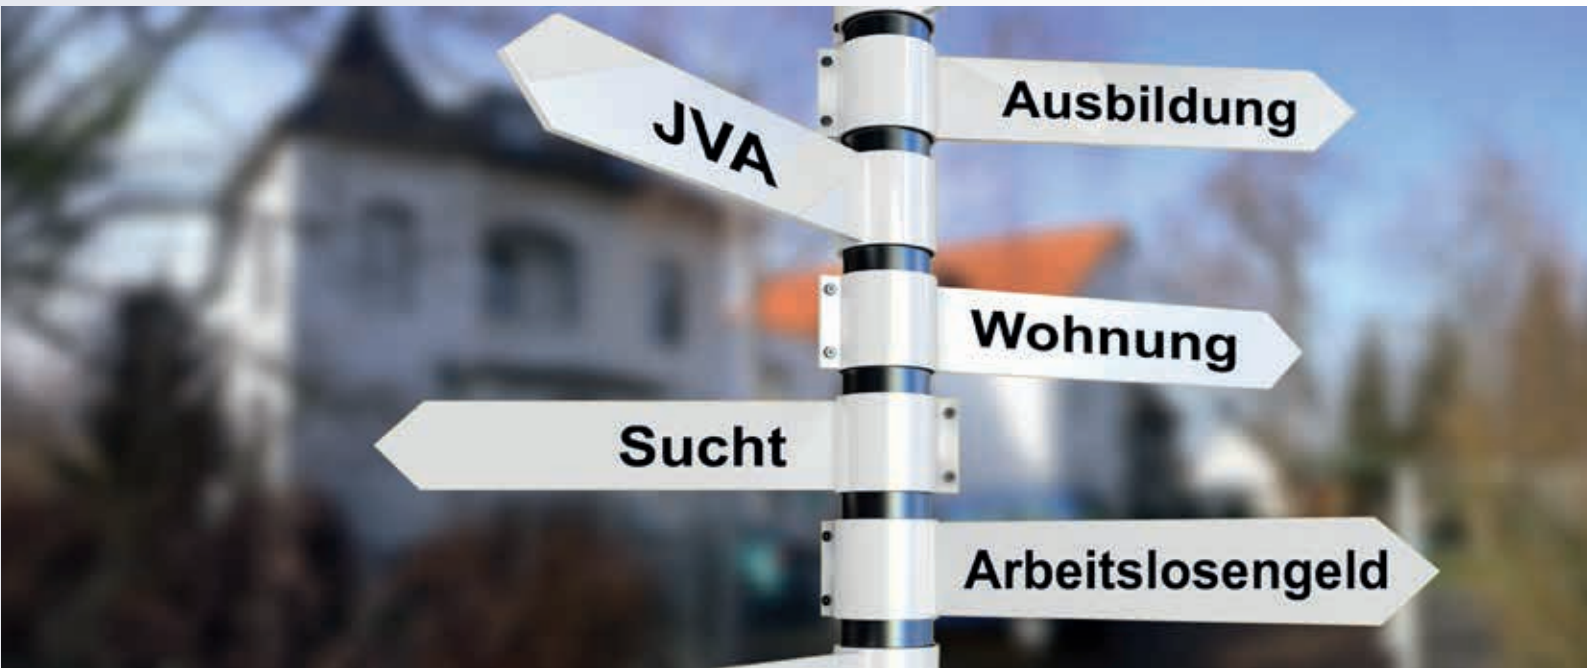 Ausbildung
JVA
Wohnung
Sucht
Arbeitslosengeld